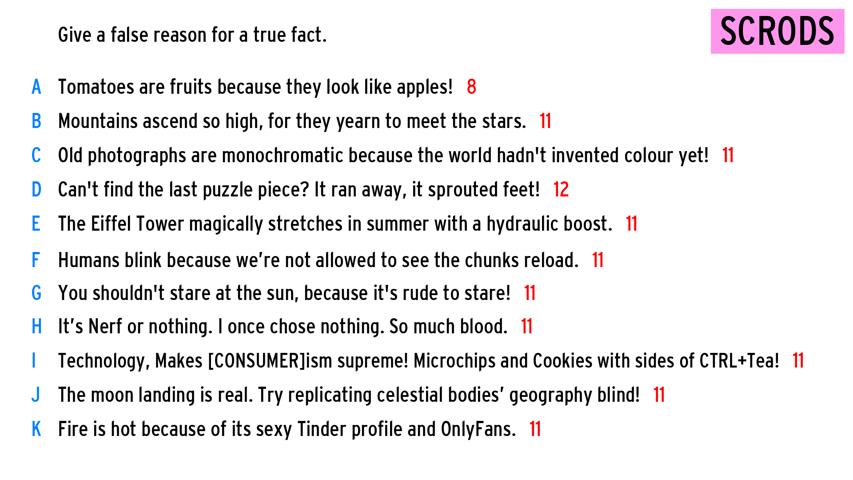 Give a false reason for a true fact.
SCRODS
A Tomatoes are fruits because they look like apples! 8
B Mountains ascend so high, for they yearn to meet the stars. 11
C Old photographs are monochromatic because the world hadn't invented colour yet! 11
D Can't find the last puzzle piece? It ran away, it sprouted feet! 12
E The Eiffel Tower magically stretches in summer with a hydraulic boost. 11
F Humans blink because we’re not allowed to see the chunks reload. 11
G You shouldn't stare at the sun, because it's rude to stare! 11
H It’s Nerf or nothing. I once chose nothing. So much blood. 11
I Technology, Makes [CONSUMER]ism supreme! Microchips and Cookies with sides of CTRL+Tea! 11
J The moon landing is real. Try replicating celestial bodies’ geography blind! 11
K Fire is hot because of its sexy Tinder profile and OnlyFans. 11